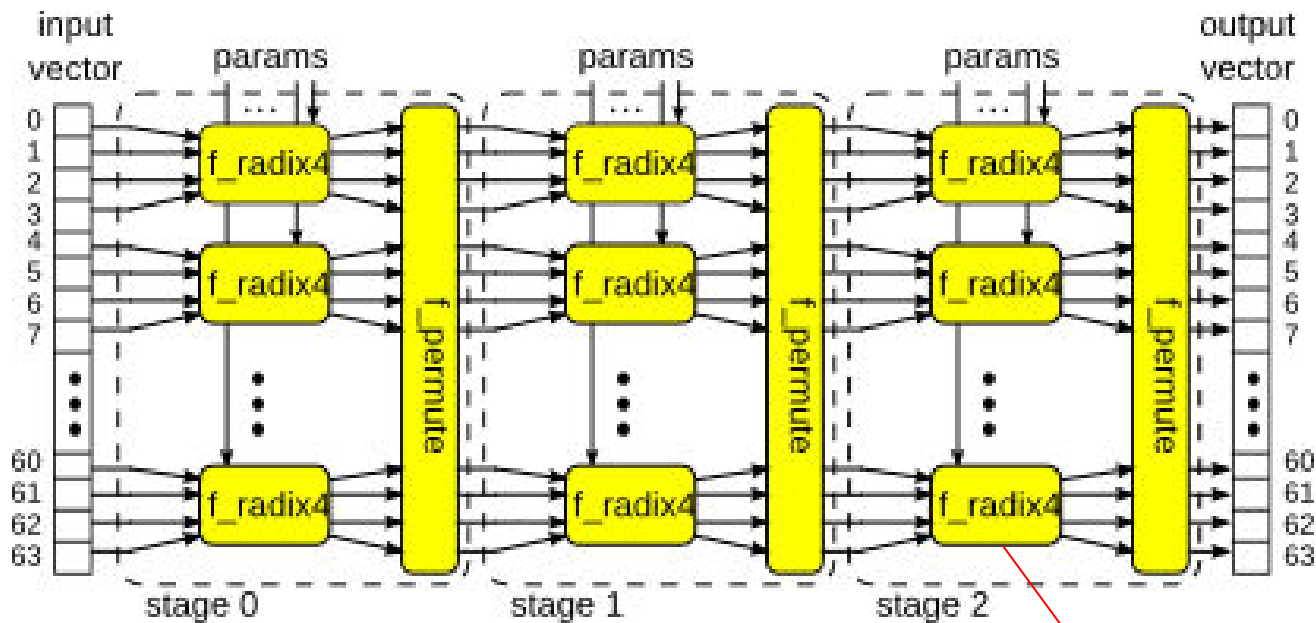 input
vector
params
params
params
output
vector
0
1
2
3
4
5
6
7
60
61
62
63
...
f_radix4
f_radix4
f_radix4
f_permute
stage 0
...
f_radix4
f_radix4
f_radix4
f_permute
stage 1
...
f_radix4
f_radix4
f_radix4
f_permute
stage 2
0
1
2
3
4
5
6
7
60
61
62
63